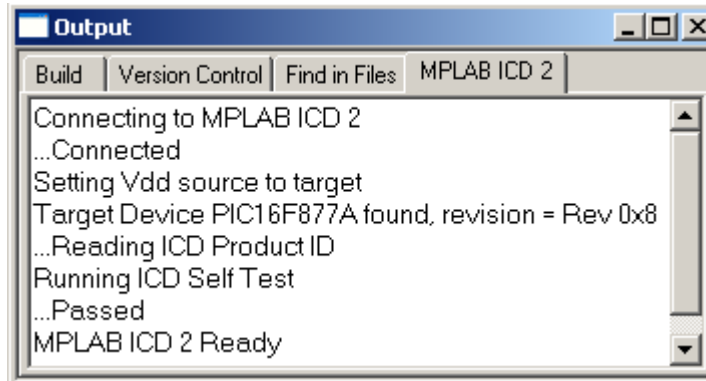 Output
Build Version Control Find in Files MPLAB ICD 2
Connecting to MPLAB ICD 2
...Connected
Setting Vdd source to target
Target Device PIC16F877A found, revision = Rev 0x8
...Reading ICD Product ID
Running ICD Self Test
...Passed
MPLAB ICD 2 Ready